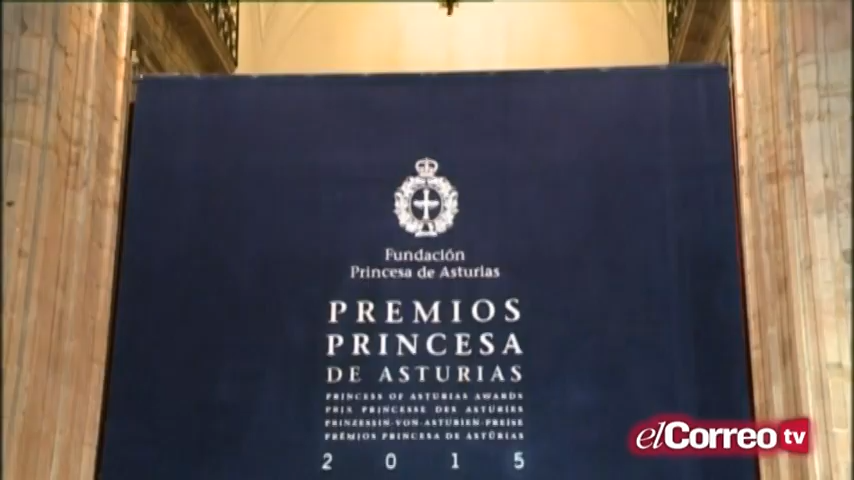 Fundación
Princesa de Asturias
PREMIOS
PRINCESA
DE ASTURIAS
PRINCESS OF ASTURIAS AWARDS
PRIX PRINCESSE DES ASTURIES
PRINZESSIN-VON-ASTURIEN-PREISE
PRÊMIOS PRINCESA DE ASTÚRIAS
2015
elCorreo tv